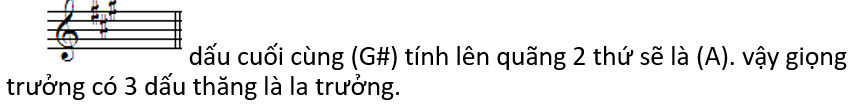 dấu cuối cùng (G#) tính lên quãng 2 thứ sẽ là (A). vậy giọng
trưởng có 3 dấu thăng là la trưởng.